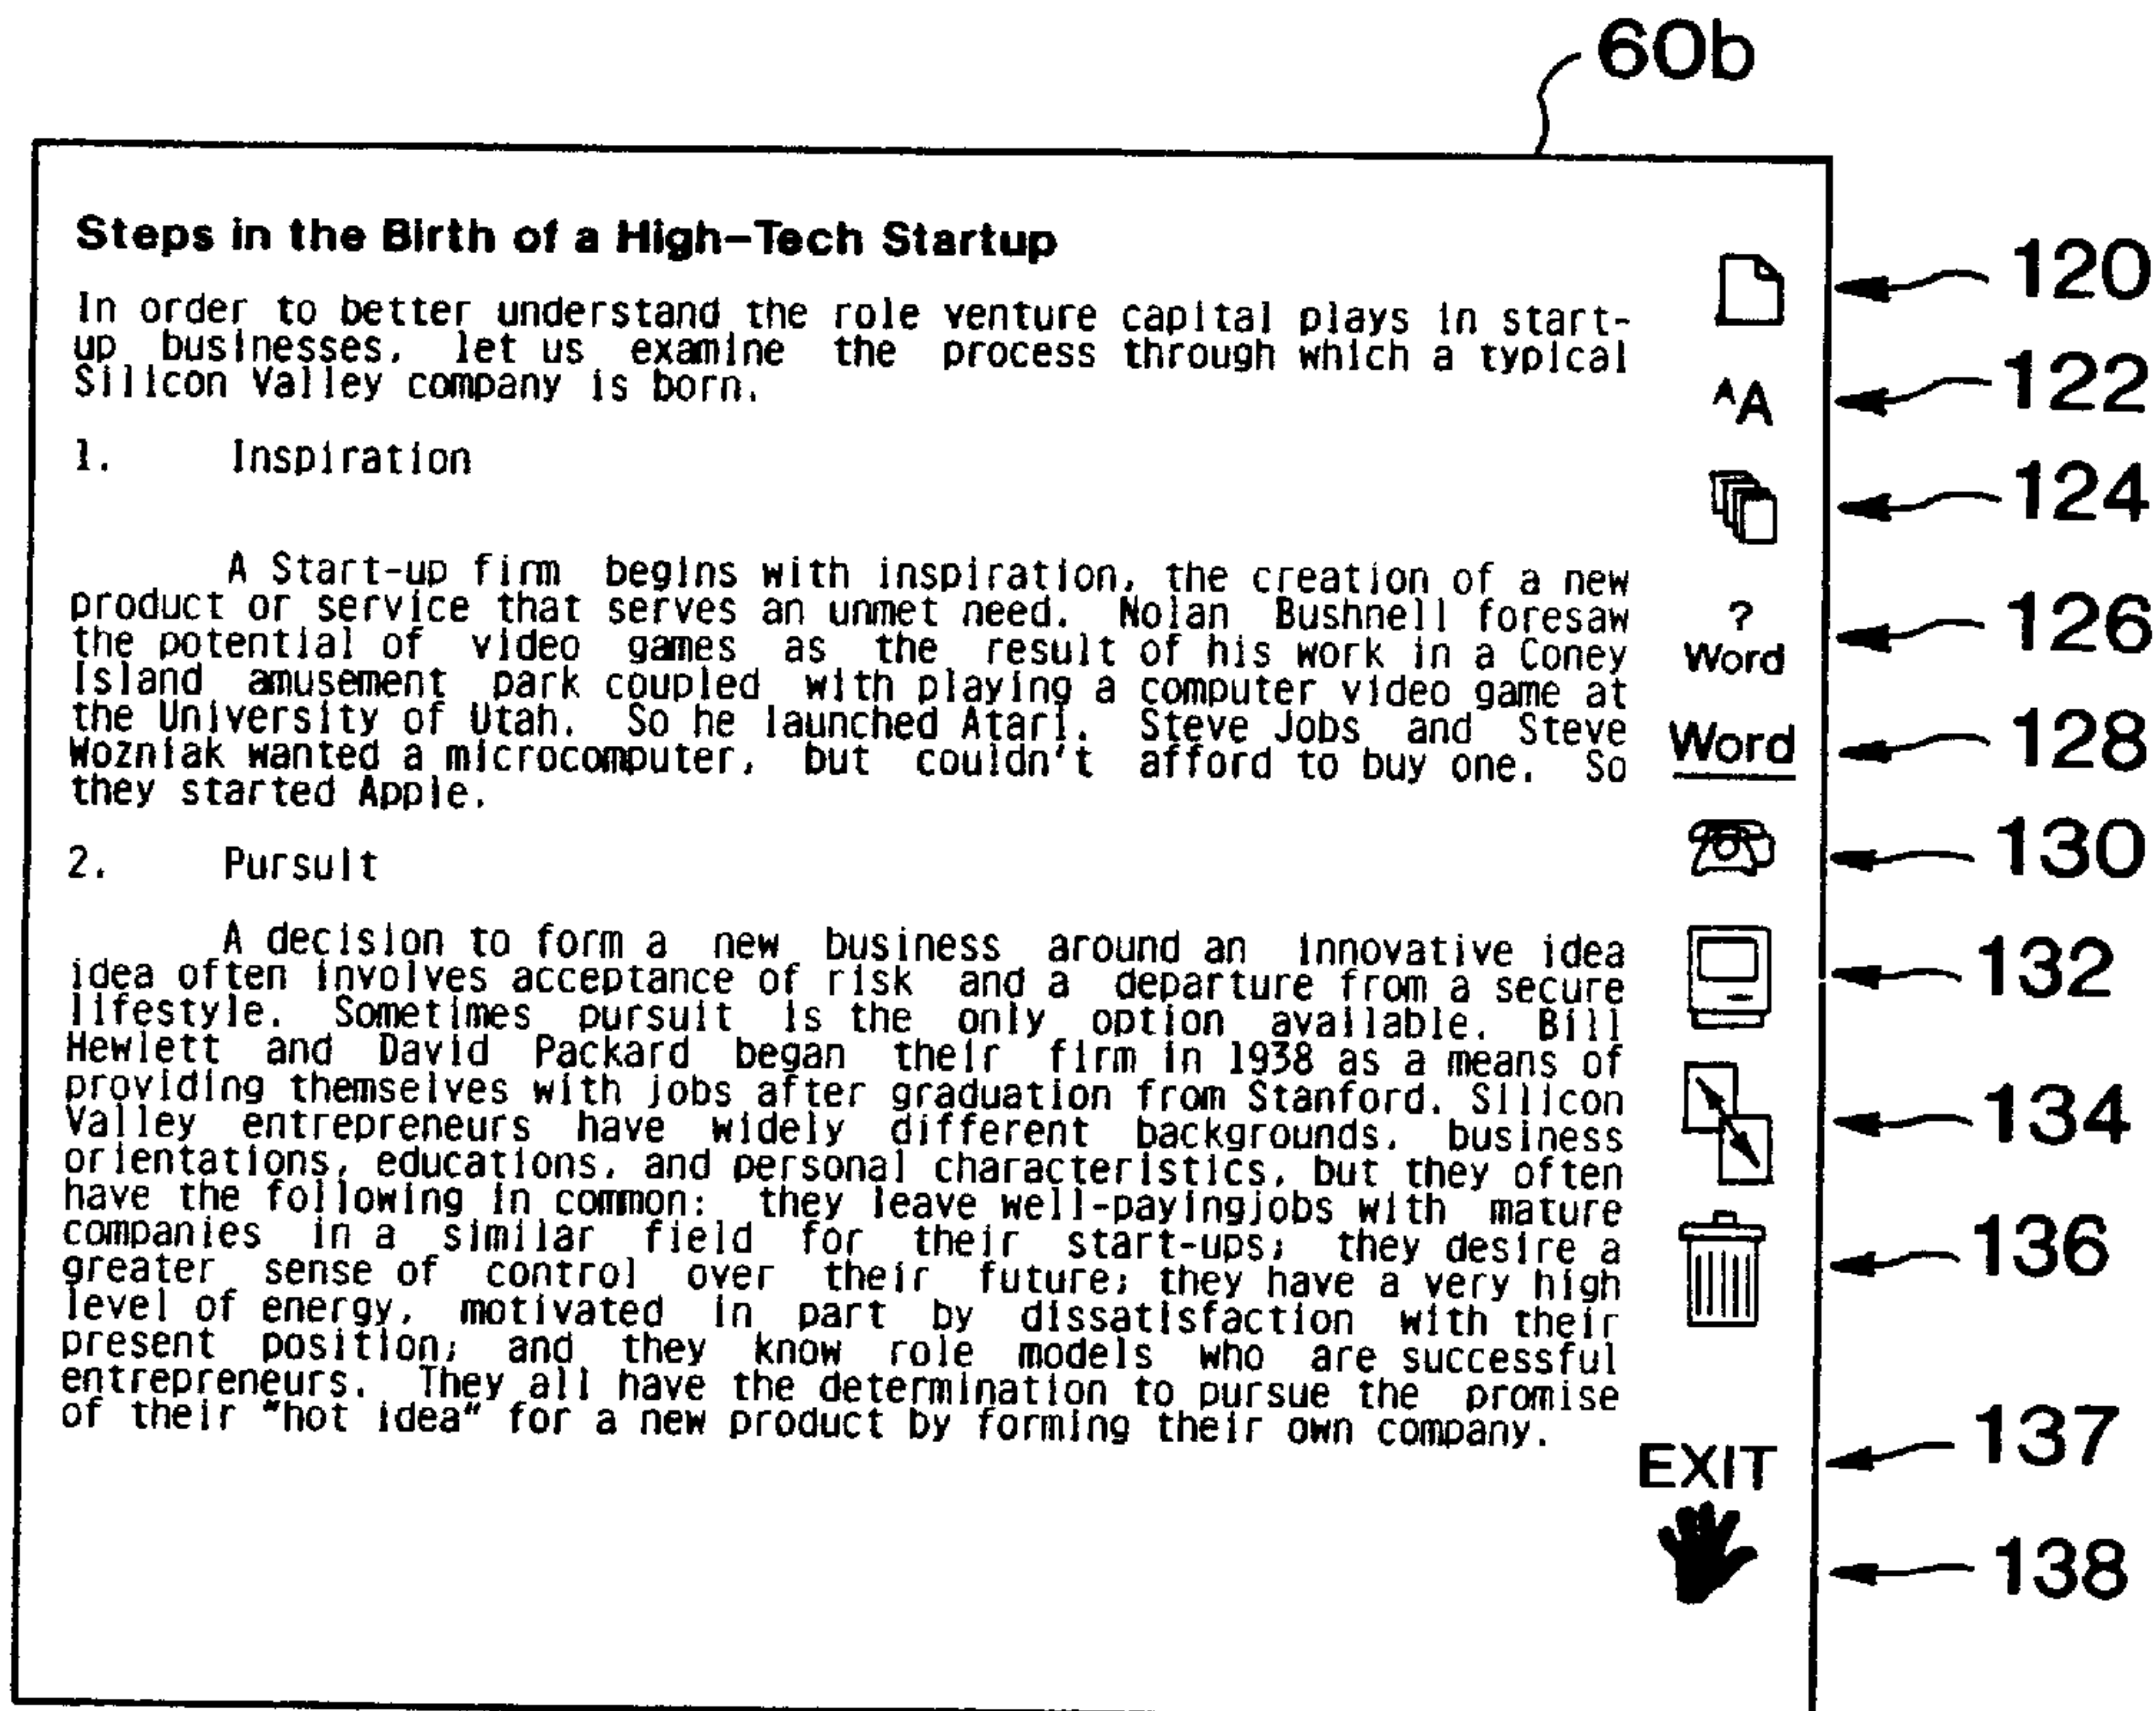 60b
Steps in the Birth of a High-Tech Startup
In order to better understand the role venture capital plays in start-
up businesses, let us examine the process through which a typical
Silicon Valley company is born.
1. Inspiration
A Start-up firm begins with inspiration, the creation of a new
product or service that serves an unmet need. Nolan Bushnell foresaw
the potential of video games as the result of his work in a Coney
Island amusement park coupled with playing a computer video game at
the University of Utah. So he launched Atari. Steve Jobs and Steve
Wozniak wanted a microcomputer, but couldn't afford to buy one. So
they started Apple.
2. Pursuit
A decision to form a new business around an innovative idea
idea often involves acceptance of risk and a departure from a secure
lifestyle. Sometimes pursuit is the only option available. Bill
Hewlett and David Packard began their firm in 1938 as a means of
providing themselves with jobs after graduation from Stanford. Silicon
Valley entrepreneurs have widely different backgrounds, business
orientations, educations, and personal characteristics, but they often
have the following in common: they leave well-payingjobs with mature
companies in a similar field for their start-ups; they desire a
greater sense of control over their future; they have a very high
level of energy, motivated in part by dissatisfaction with their
present position; and they know role models who are successful
entrepreneurs. They all have the determination to pursue the promise
of their "hot idea" for a new product by forming their own company.
120
AA
122
124
?
Word
126
Word
128
130
132
134
136
EXIT
137
138